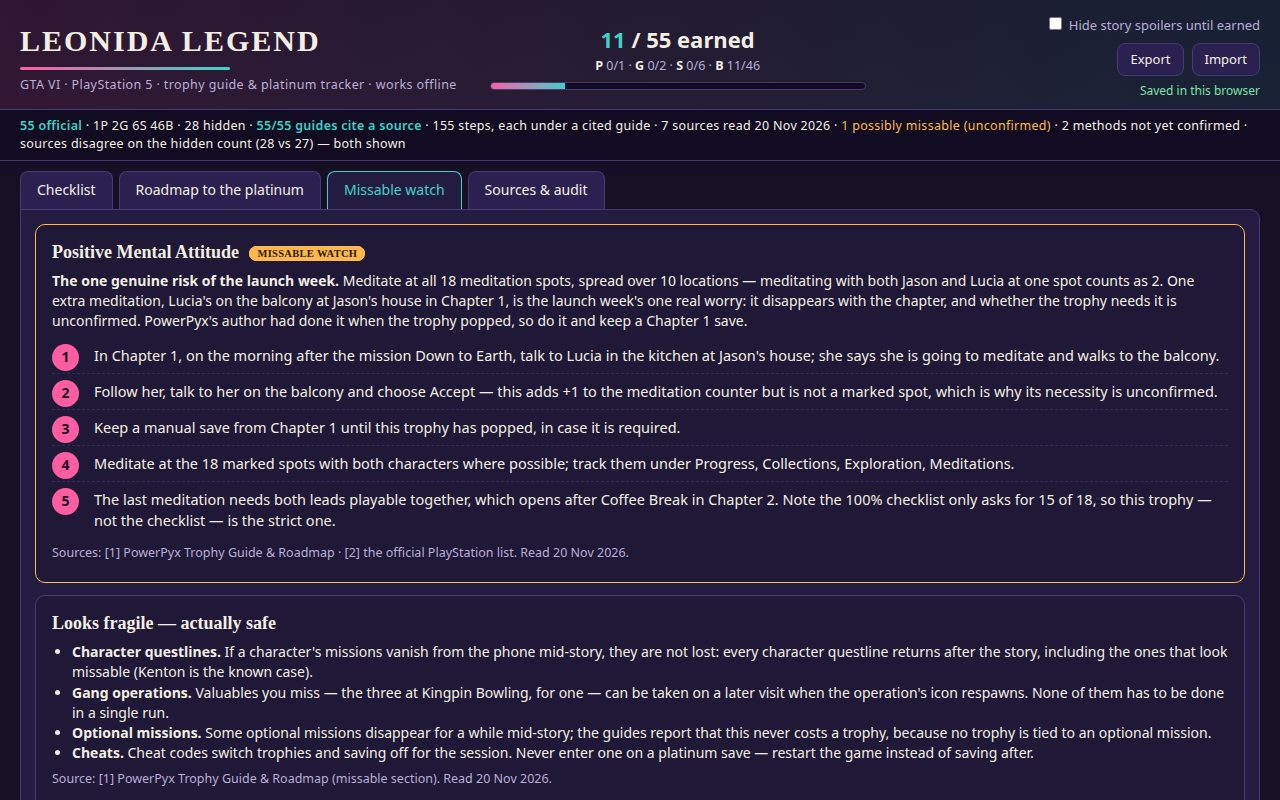 LEONIDA LEGEND
GTA VI · PlayStation 5 · trophy guide & platinum tracker · works offline
11 / 55 earned
P 0/1 · G 0/2 · S 0/6 · B 11/46
Hide story spoilers until earned
Export
Import
Saved in this browser
55 official · 1P 2G 6S 46B · 28 hidden · 55/55 guides cite a source · 155 steps, each under a cited guide · 7 sources read 20 Nov 2026 · 1 possibly missable (unconfirmed) · 2 methods not yet confirmed ·
sources disagree on the hidden count (28 vs 27) — both shown
Checklist
Roadmap to the platinum
Missable watch
Sources & audit
Positive Mental Attitude MISSABLE WATCH
The one genuine risk of the launch week. Meditate at all 18 meditation spots, spread over 10 locations — meditating with both Jason and Lucia at one spot counts as 2. One
extra meditation, Lucia's on the balcony at Jason's house in Chapter 1, is the launch week's one real worry: it disappears with the chapter, and whether the trophy needs it is
unconfirmed. PowerPyx's author had done it when the trophy popped, so do it and keep a Chapter 1 save.
1 In Chapter 1, on the morning after the mission Down to Earth, talk to Lucia in the kitchen at Jason's house; she says she is going to meditate and walks to the balcony.
2 Follow her, talk to her on the balcony and choose Accept — this adds +1 to the meditation counter but is not a marked spot, which is why its necessity is unconfirmed.
3 Keep a manual save from Chapter 1 until this trophy has popped, in case it is required.
4 Meditate at the 18 marked spots with both characters where possible; track them under Progress, Collections, Exploration, Meditations.
5 The last meditation needs both leads playable together, which opens after Coffee Break in Chapter 2. Note the 100% checklist only asks for 15 of 18, so this trophy —
not the checklist — is the strict one.
Sources: [1] PowerPyx Trophy Guide & Roadmap · [2] the official PlayStation list. Read 20 Nov 2026.
Looks fragile — actually safe
• Character questlines. If a character's missions vanish from the phone mid-story, they are not lost: every character questline returns after the story, including the ones that look
missable (Kenton is the known case).
• Gang operations. Valuables you miss — the three at Kingpin Bowling, for one — can be taken on a later visit when the operation's icon respawns. None of them has to be done
in a single run.
• Optional missions. Some optional missions disappear for a while mid-story; the guides report that this never costs a trophy, because no trophy is tied to an optional mission.
• Cheats. Cheat codes switch trophies and saving off for the session. Never enter one on a platinum save — restart the game instead of saving after.
Source: [1] PowerPyx Trophy Guide & Roadmap (missable section). Read 20 Nov 2026.